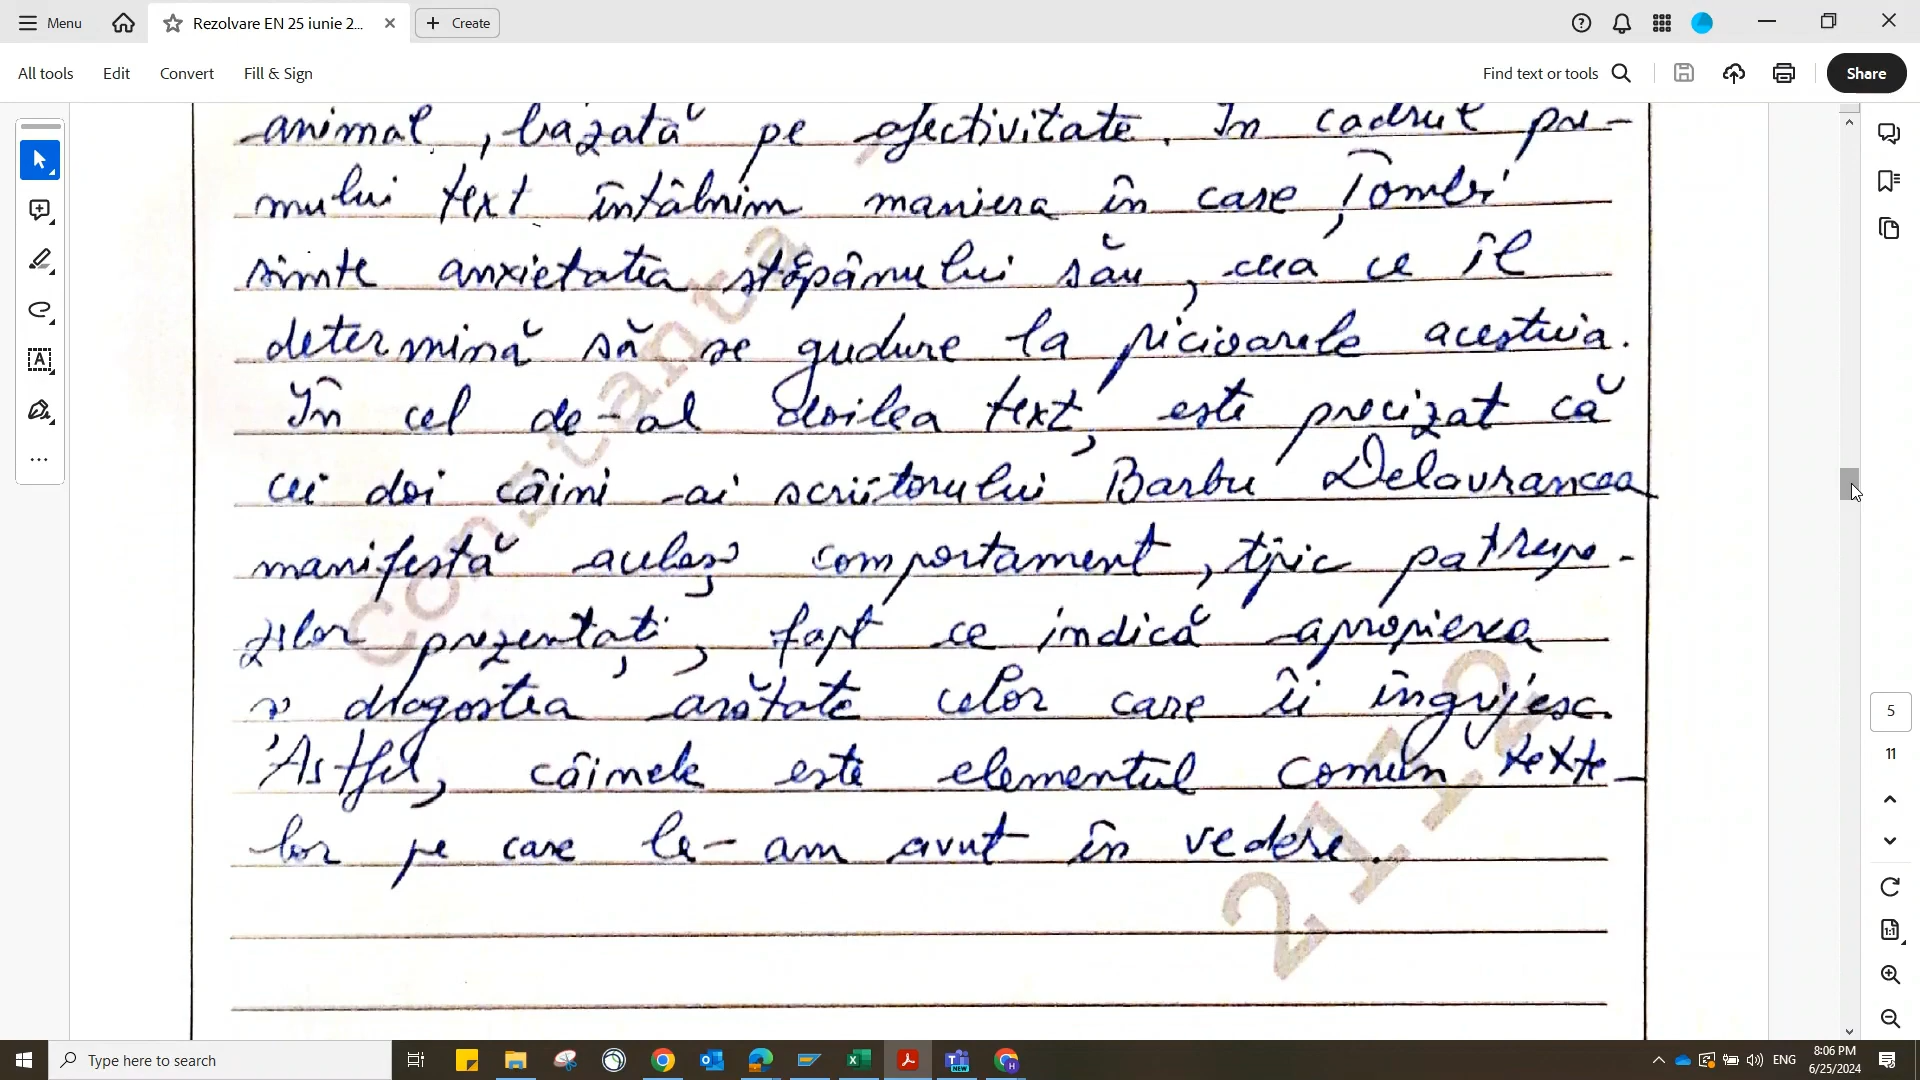 Menu
Rezolvare EN 25 iunie 2...
Create
All tools Edit Convert Fill & Sign
Find text or tools
Share
animal, bazată pe afectivitate. În cadrul pri-
mului text întâlnim maniera în care Țombi
simte anxietatea stăpânului său, ceea ce îl
determină să se gudure la picioarele acestuia.
În cel de-al doilea text, este precizat că
cei doi câini ai scriitorului Barbu Delavrancea
manifestă același comportament, tipic patrupe-
zilor prezentați, fapt ce indică apropierea
și dragostea arătate celor care îi îngrijesc.
Astfel, câinele este elementul comun texte-
lor pe care le-am avut în vedere.
Constanța
2112
5
11
Type here to search
ENG
8:06 PM
6/25/2024